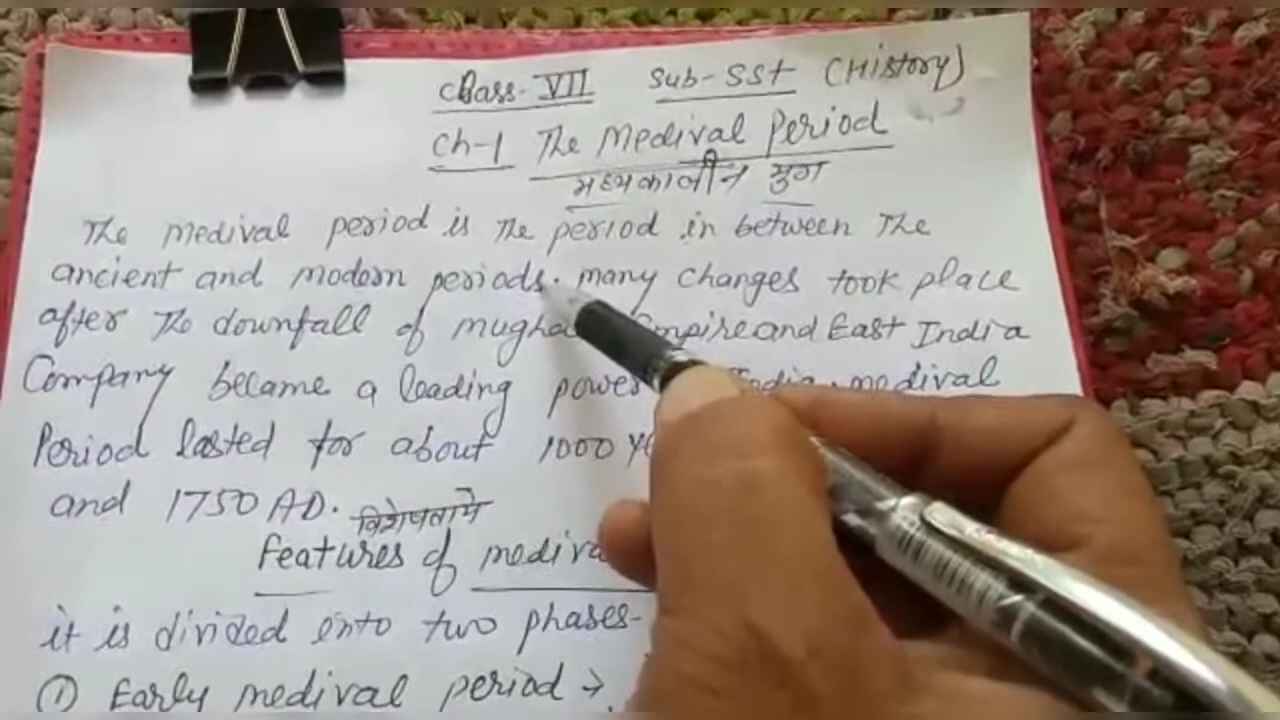 Class- VII Sub- SSt (History)
Ch-1 The Medival Period
मध्यकालीन युग
The medival period is the period in between the
ancient and modern periods. many changes took place
after the downfall of mugha Empire and East India
Company became a leading power India. medival
Period lasted for about 1000
and 1750 AD.
विशेषताये
Features of mediva
it is divided into two phases-
① Early medival period →